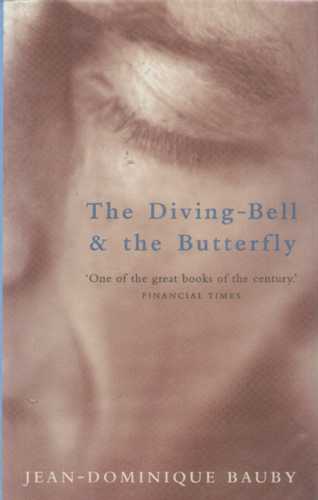 The Diving-Bell
& the Butterfly
‘One of the great books of the century.’
FINANCIAL TIMES
JEAN-DOMINIQUE BAUBY